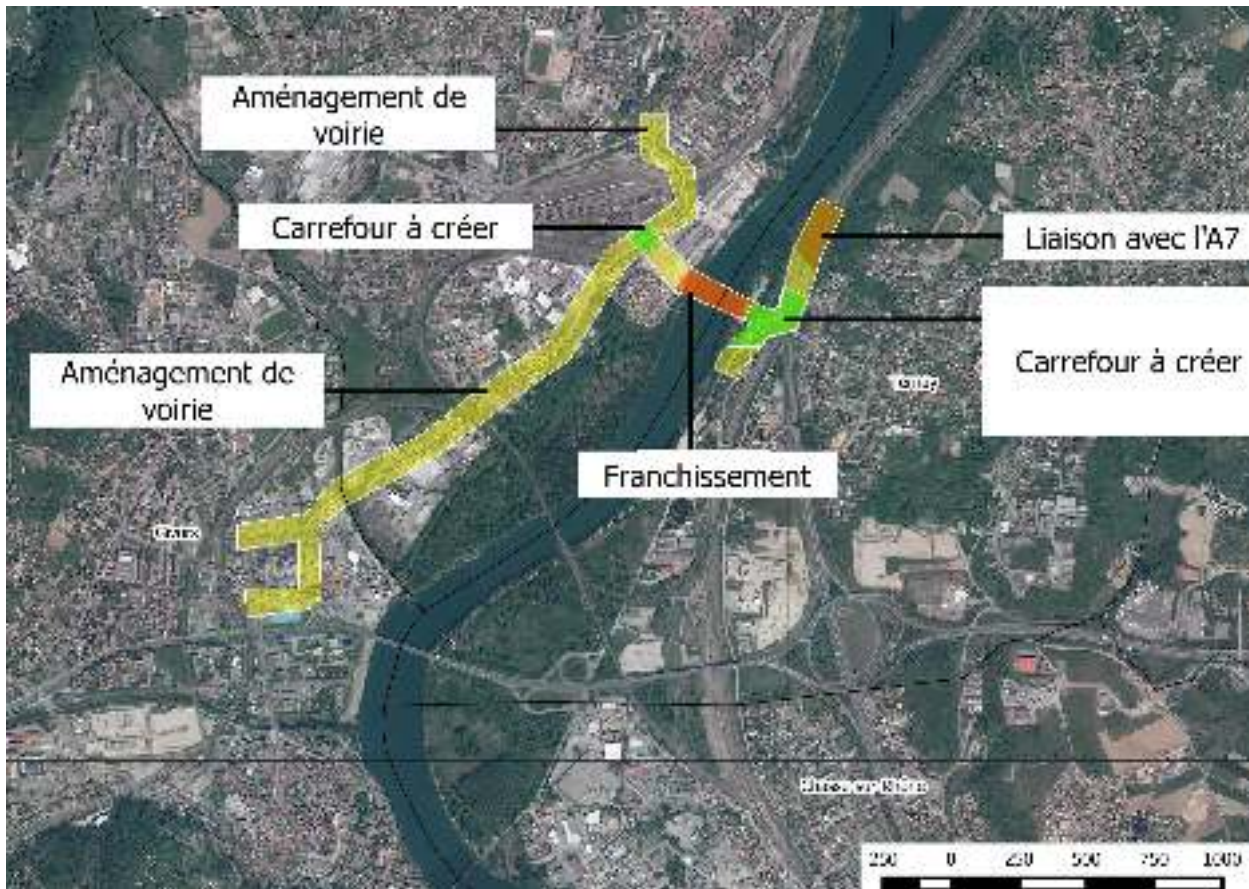 Aménagement de
voirie
Carrefour à créer
Liaison avec l'A7
Carrefour à créer
Aménagement de
voirie
Franchissement
250 0 250 500 750 1000